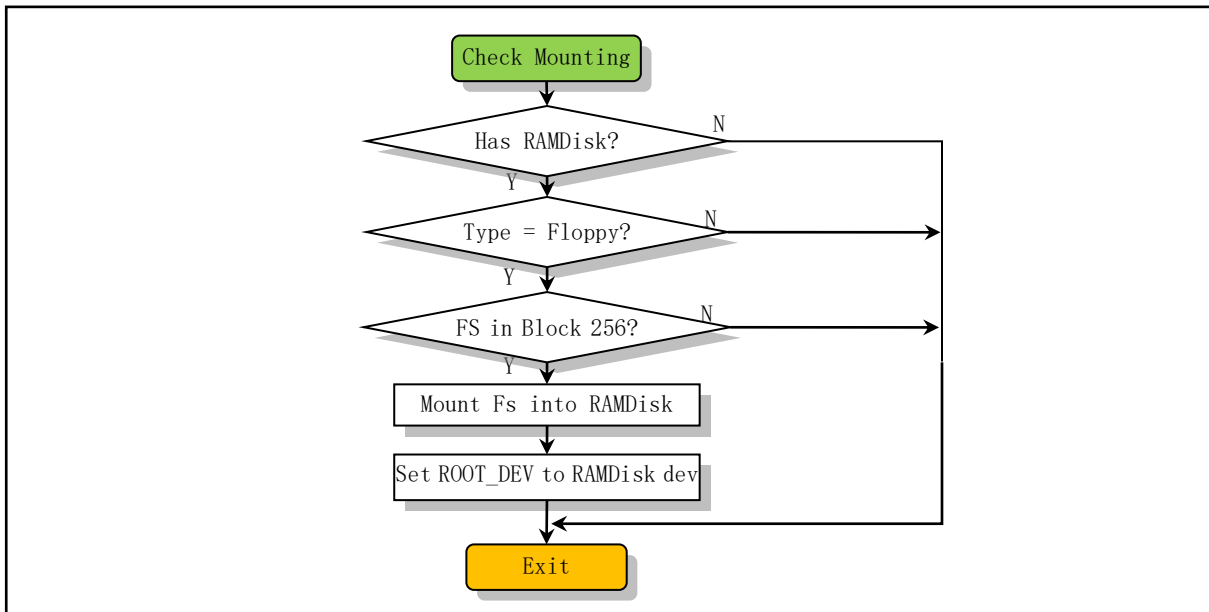 Check Mounting
Has RAMDisk?
N
Y
Type = Floppy?
N
Y
FS in Block 256?
N
Y
Mount Fs into RAMDisk
Set ROOT_DEV to RAMDisk dev
Exit